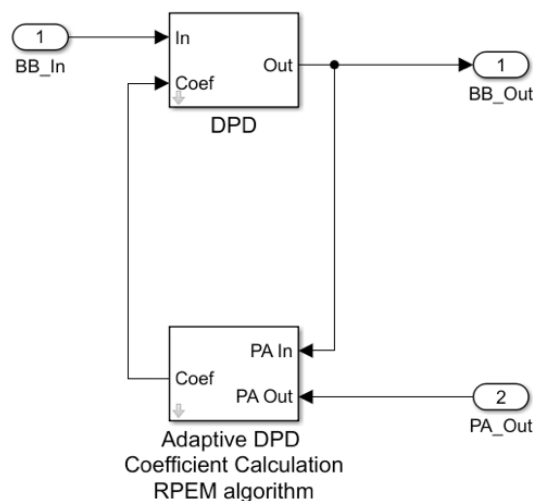 1
BB_In
In
Coef
Out
DPD
1
BB_Out
PA In
PA Out
Coef
2
PA_Out
Adaptive DPD
Coefficient Calculation
RPEM algorithm